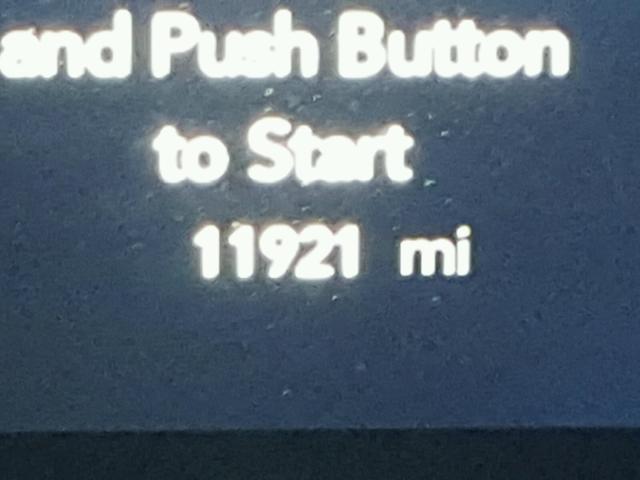 and Push Button
to Start
11921 mi